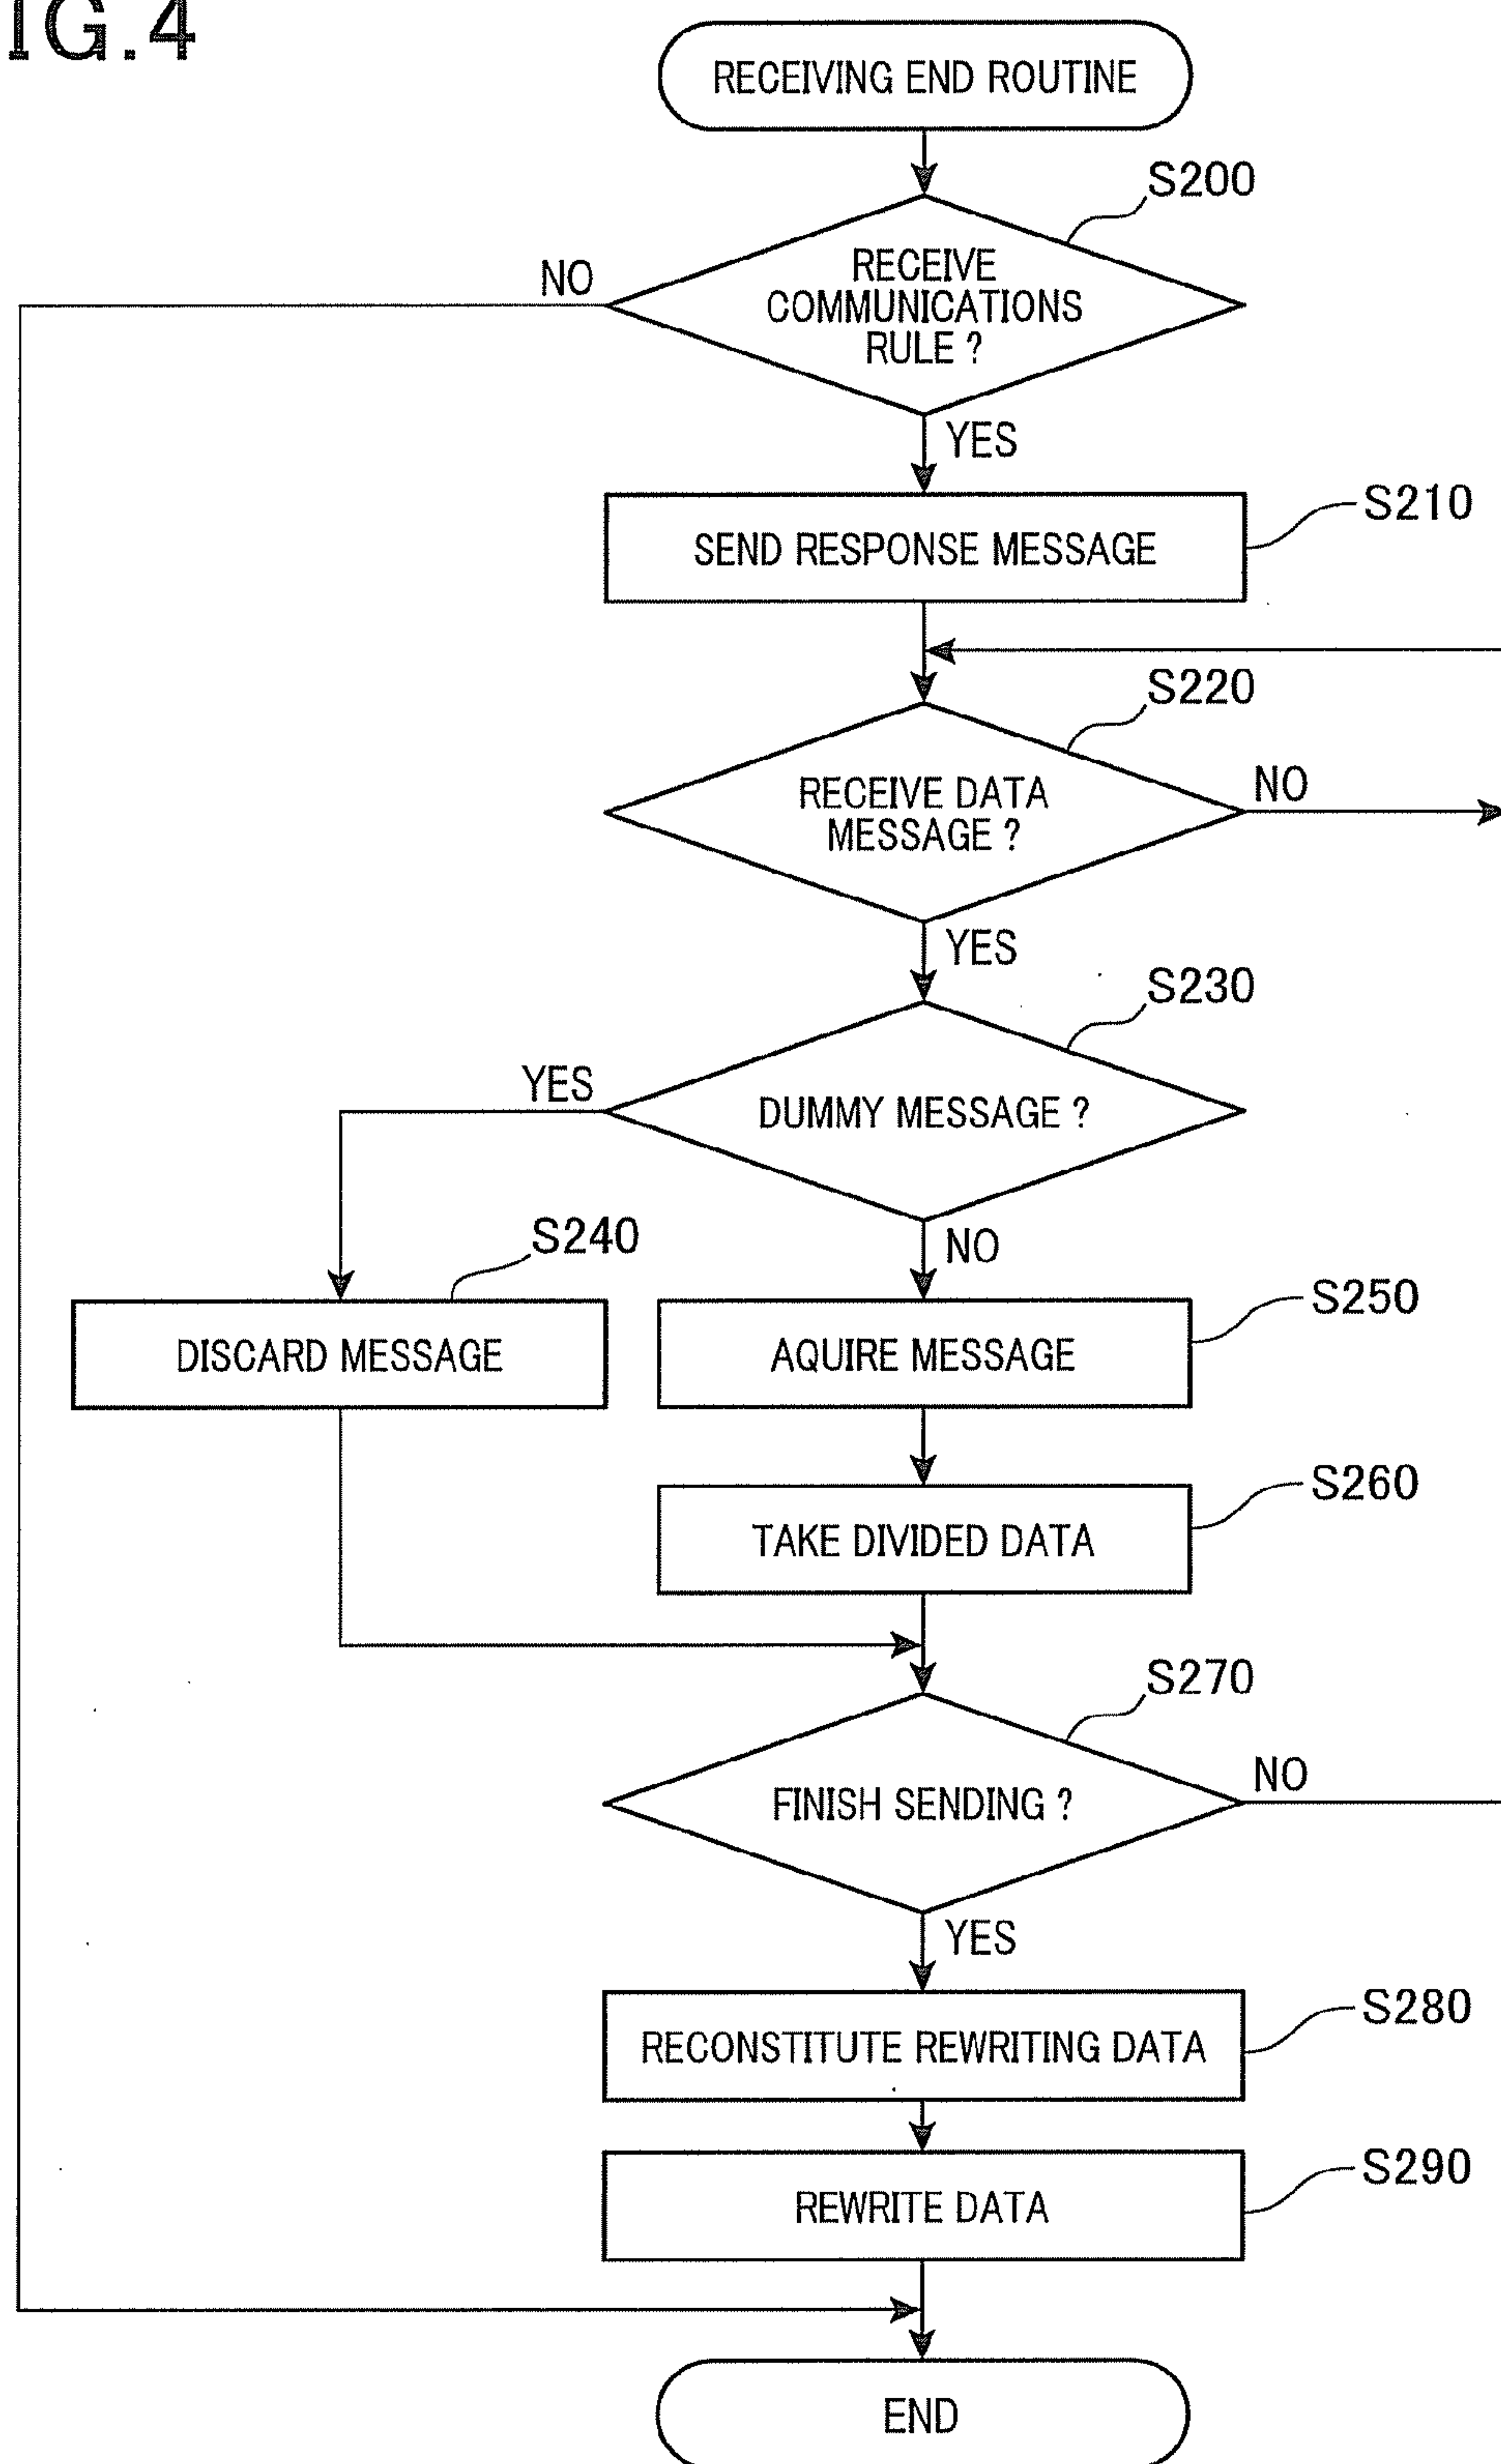 IG.4
RECEIVING END ROUTINE
S200
NO
RECEIVE
COMMUNICATIONS
RULE ?
YES
S210
SEND RESPONSE MESSAGE
S220
RECEIVE DATA
MESSAGE ?
NO
YES
S230
YES
DUMMY MESSAGE ?
S240
NO
S250
DISCARD MESSAGE
AQUIRE MESSAGE
S260
TAKE DIVIDED DATA
S270
NO
FINISH SENDING ?
YES
S280
RECONSTITUTE REWRITING DATA
S290
REWRITE DATA
END